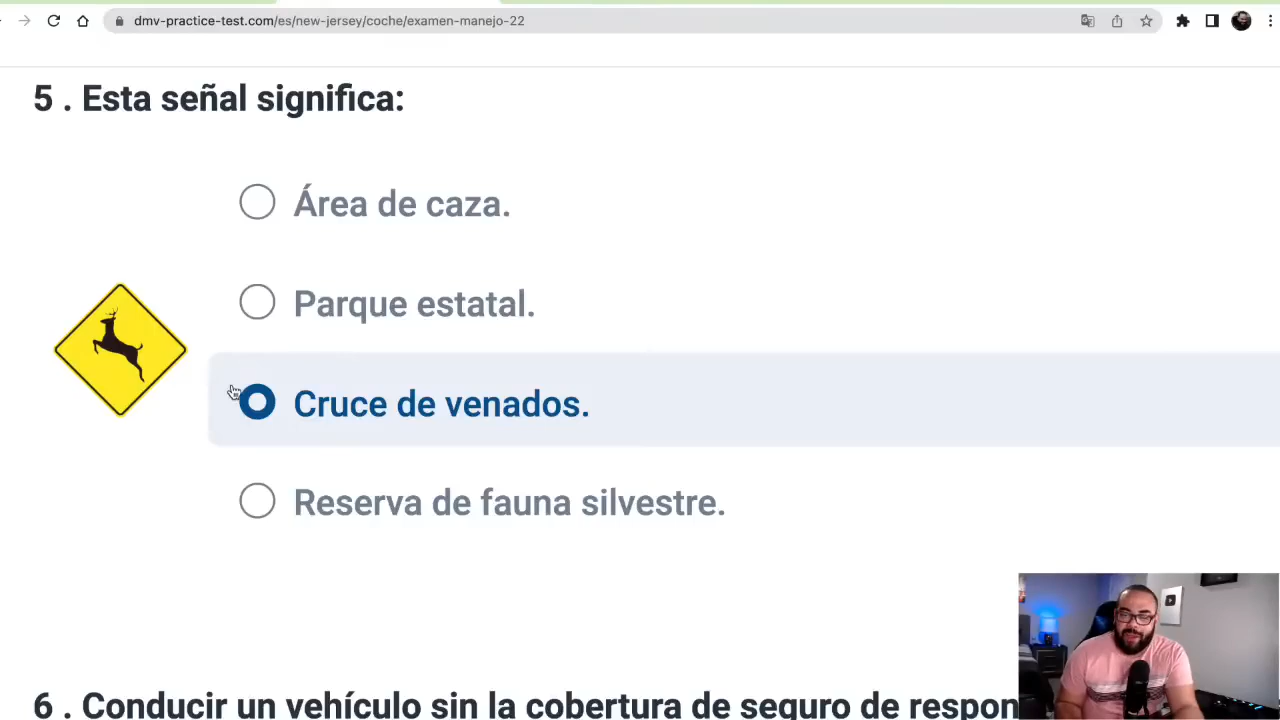 dmv-practice-test.com/es/new-jersey/coche/examen-manejo-22
5 . Esta señal significa:
Área de caza.
Parque estatal.
Cruce de venados.
Reserva de fauna silvestre.
6 . Conducir un vehículo sin la cobertura de seguro de respon